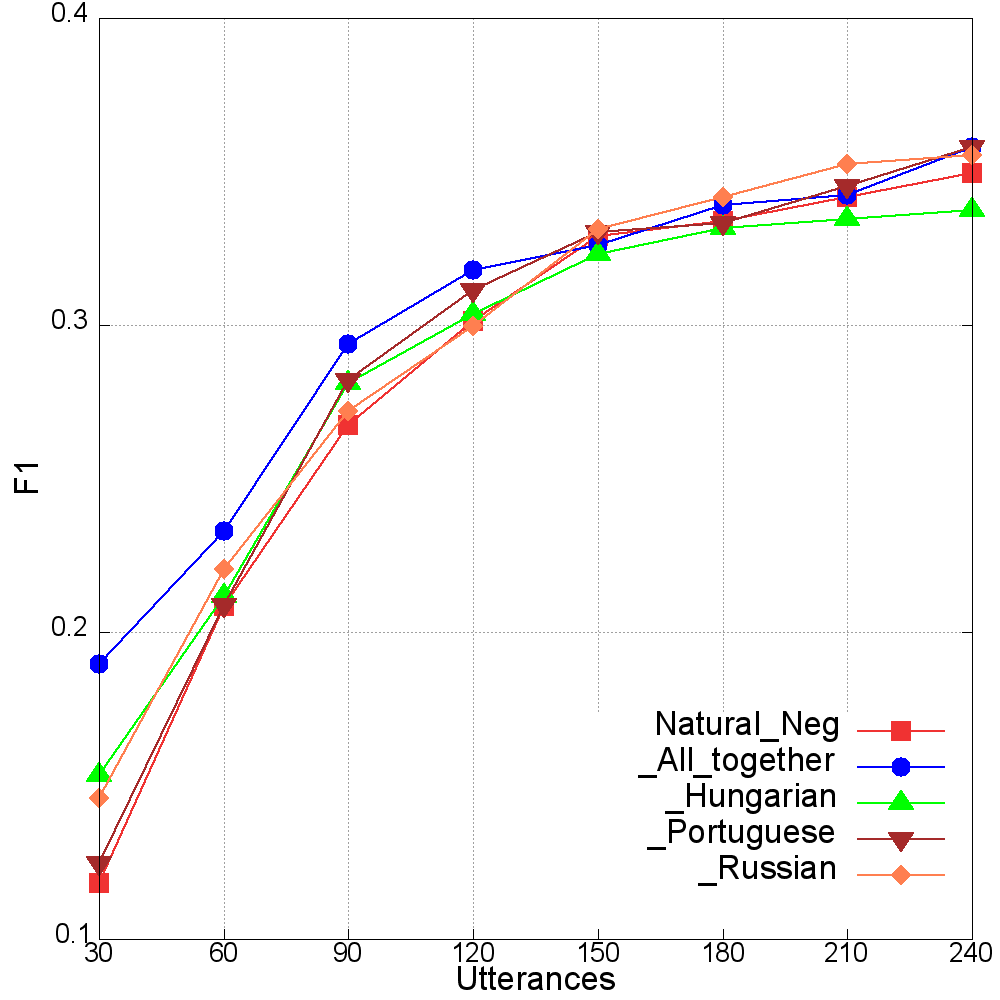 0.4
0.3
0.2
0.1
F1
30 60 90 120 150 180 210 240
Utterances
Natural_Neg
_All_together
_Hungarian
_Portuguese
_Russian